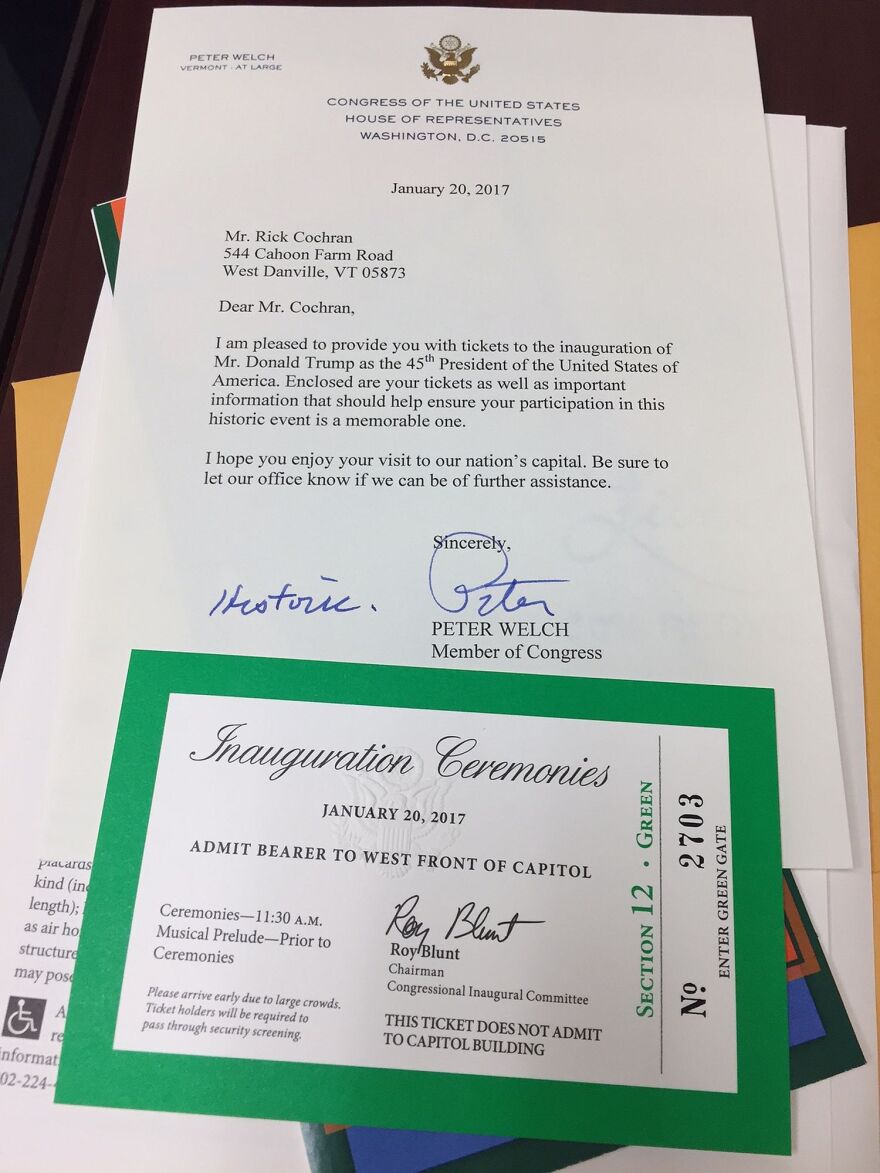 PETER WELCH
VERMONT - AT LARGE
CONGRESS OF THE UNITED STATES
HOUSE OF REPRESENTATIVES
WASHINGTON, D.C. 20515
January 20, 2017
Mr. Rick Cochran
544 Cahoon Farm Road
West Danville, VT 05873
Dear Mr. Cochran,
I am pleased to provide you with tickets to the inauguration of
Mr. Donald Trump as the 45th President of the United States of
America. Enclosed are your tickets as well as important
information that should help ensure your participation in this
historic event is a memorable one.
I hope you enjoy your visit to our nation's capital. Be sure to
let our office know if we can be of further assistance.
Sincerely,
Historic. Peter
PETER WELCH
Member of Congress
Inauguration Ceremonies
JANUARY 20, 2017
ADMIT BEARER TO WEST FRONT OF CAPITOL
Ceremonies—11:30 A.M.
Musical Prelude—Prior to
Ceremonies
Please arrive early due to large crowds.
Ticket holders will be required to
pass through security screening.
Roy Blunt
Roy Blunt
Chairman
Congressional Inaugural Committee
THIS TICKET DOES NOT ADMIT
TO CAPITOL BUILDING
SECTION 12 • GREEN
Nº 2703
ENTER GREEN GATE
placards
kind (in
length);
as air ho
structure
may pose
A
re
informat
02-224-